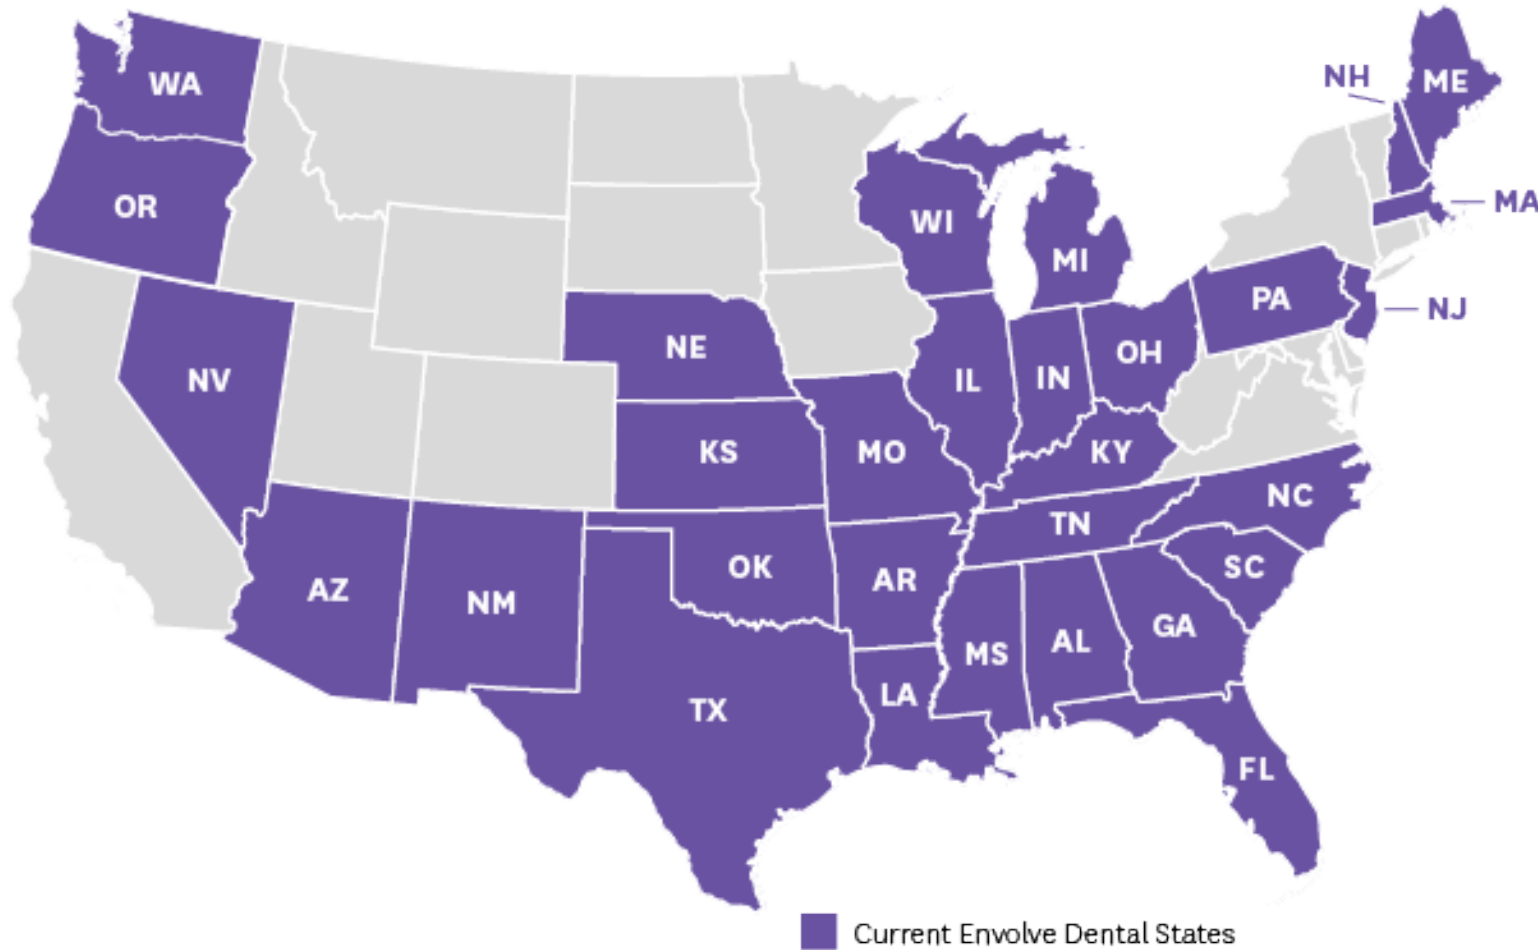 WA
NH
ME
OR
MA
WI
MI
PA
NJ
NE
OH
NV
IL
IN
KS
MO
KY
NC
TN
OK
AR
SC
AZ
NM
GA
MS
AL
LA
TX
FL
Current Envolve Dental States